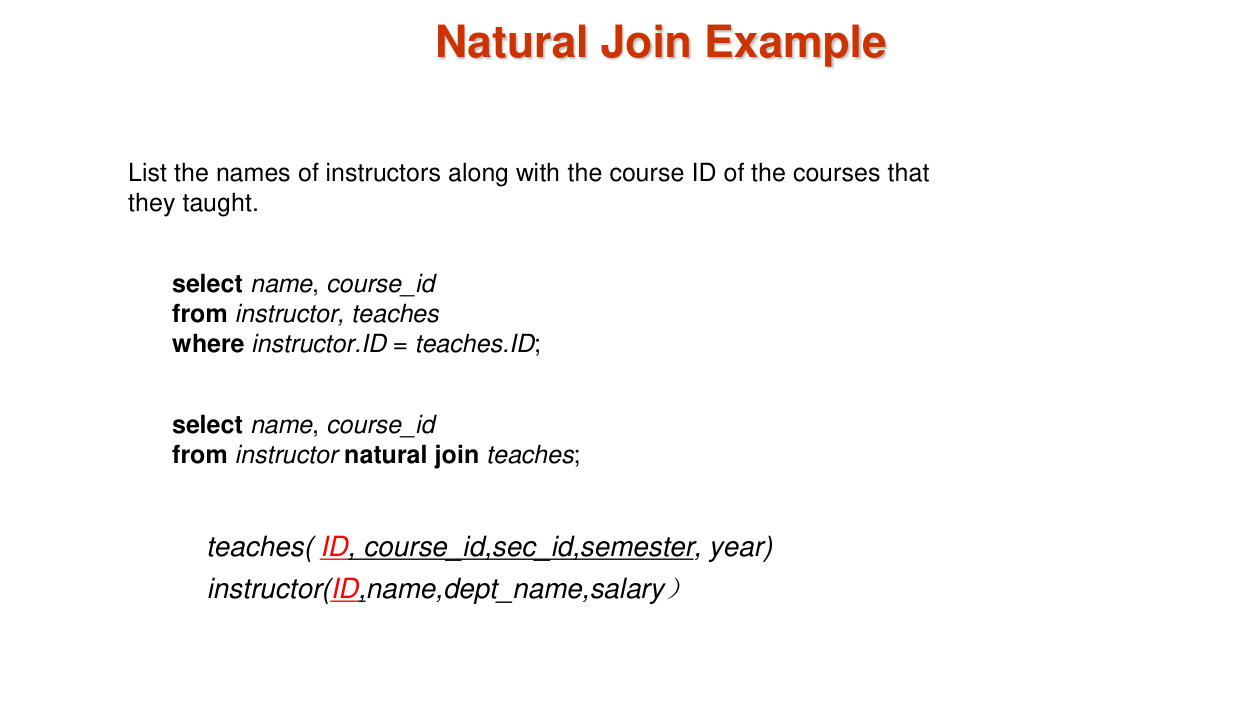 Natural Join Example
List the names of instructors along with the course ID of the courses that
they taught.
select name, course_id
from instructor, teaches
where instructor.ID = teaches.ID;
select name, course_id
from instructor natural join teaches;
teaches( ID, course_id,sec_id,semester, year)
instructor(ID,name,dept_name,salary）